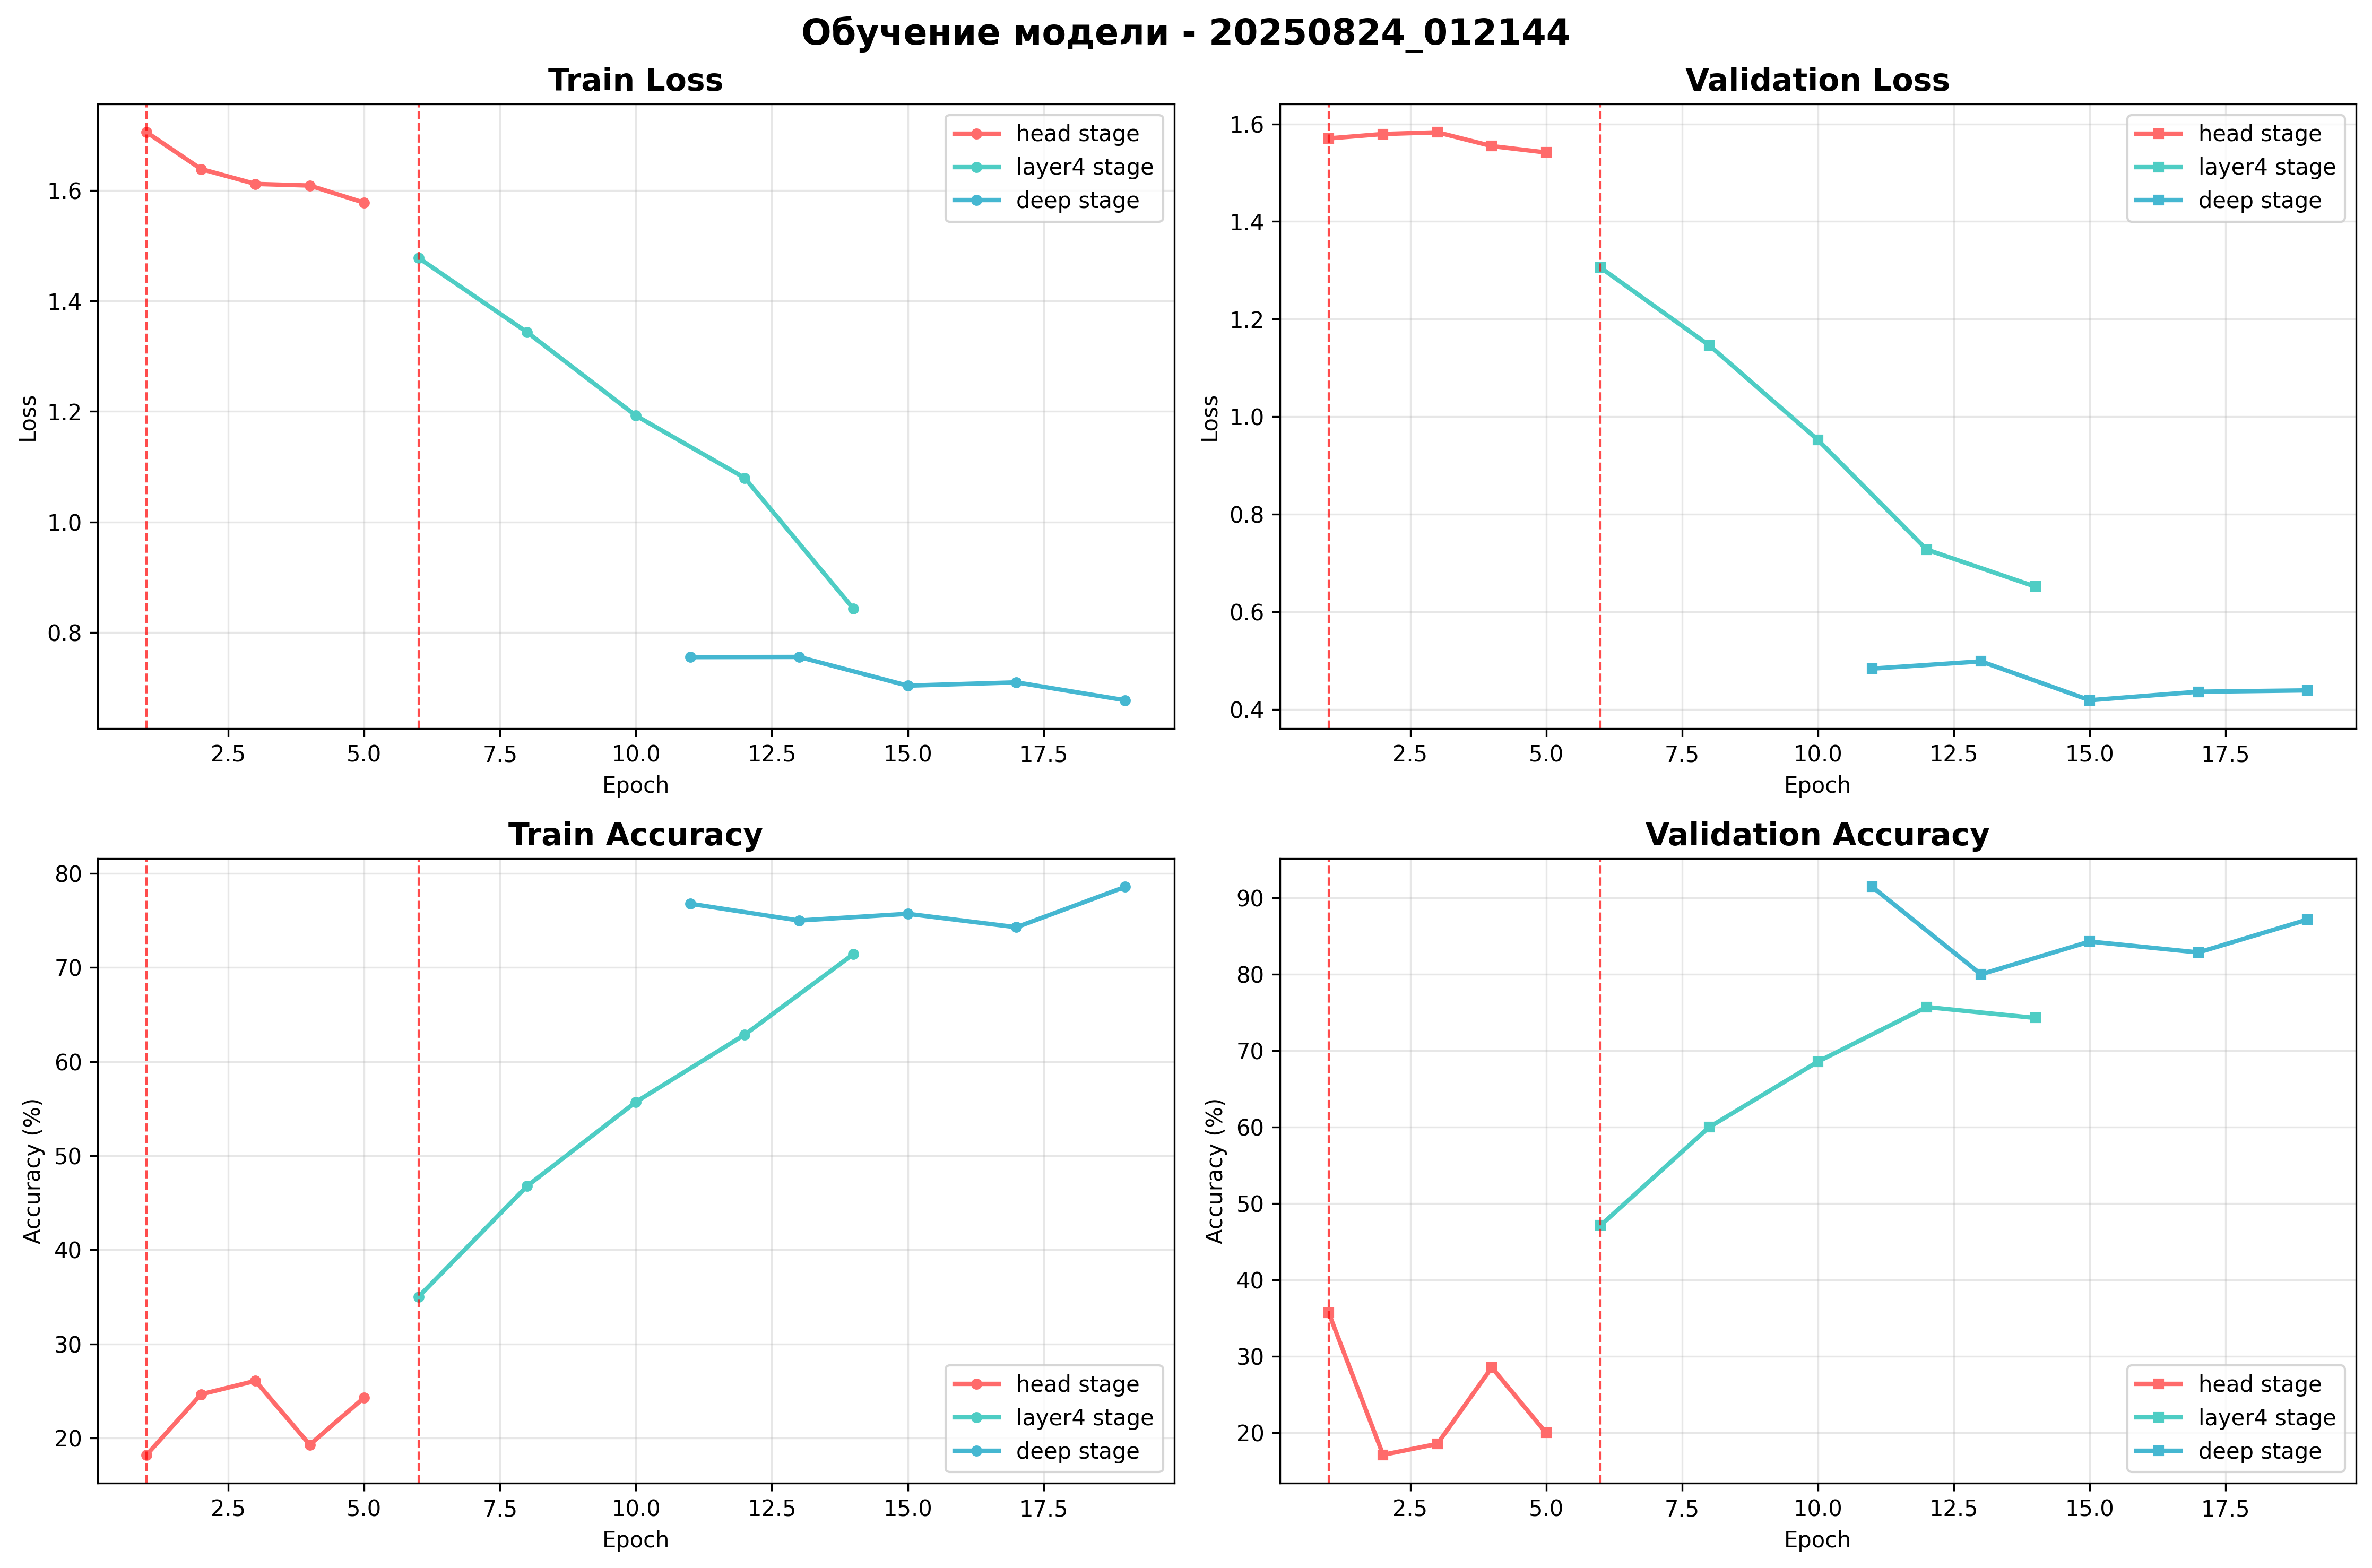 Обучение модели - 20250824_012144
Train Loss
Loss
1.6
1.4
1.2
1.0
0.8
head stage
layer4 stage
deep stage
2.5 5.0 7.5 10.0 12.5 15.0 17.5
Epoch
Validation Loss
Loss
1.6
1.4
1.2
1.0
0.8
0.6
0.4
head stage
layer4 stage
deep stage
2.5 5.0 7.5 10.0 12.5 15.0 17.5
Epoch
Train Accuracy
Accuracy (%)
80
70
60
50
40
30
20
head stage
layer4 stage
deep stage
2.5 5.0 7.5 10.0 12.5 15.0 17.5
Epoch
Validation Accuracy
Accuracy (%)
90
80
70
60
50
40
30
20
head stage
layer4 stage
deep stage
2.5 5.0 7.5 10.0 12.5 15.0 17.5
Epoch